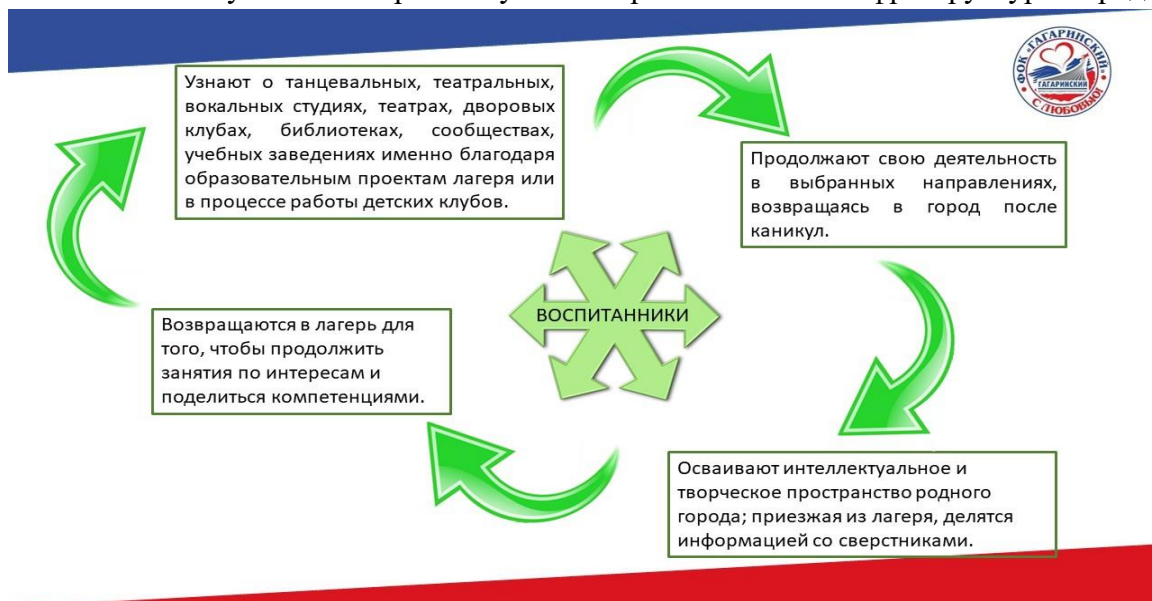 Узнают о танцевальных, театральных,
вокальных студиях, театрах, дворовых
клубах, библиотеках, сообществах,
учебных заведениях именно благодаря
образовательным проектам лагеря или
в процессе работы детских клубов.
ФОК «ГАГАРИНСКИЙ»
ГАГАРИНСКИЙ
С ЛЮБОВЬЮ!
Продолжают свою деятельность
в выбранных направлениях,
возвращаясь в город после
каникул.
ВОСПИТАННИКИ
Возвращаются в лагерь для
того, чтобы продолжить
занятия по интересам и
поделиться компетенциями.
Осваивают интеллектуальное и
творческое пространство родного
города; приезжая из лагеря, делятся
информацией со сверстниками.